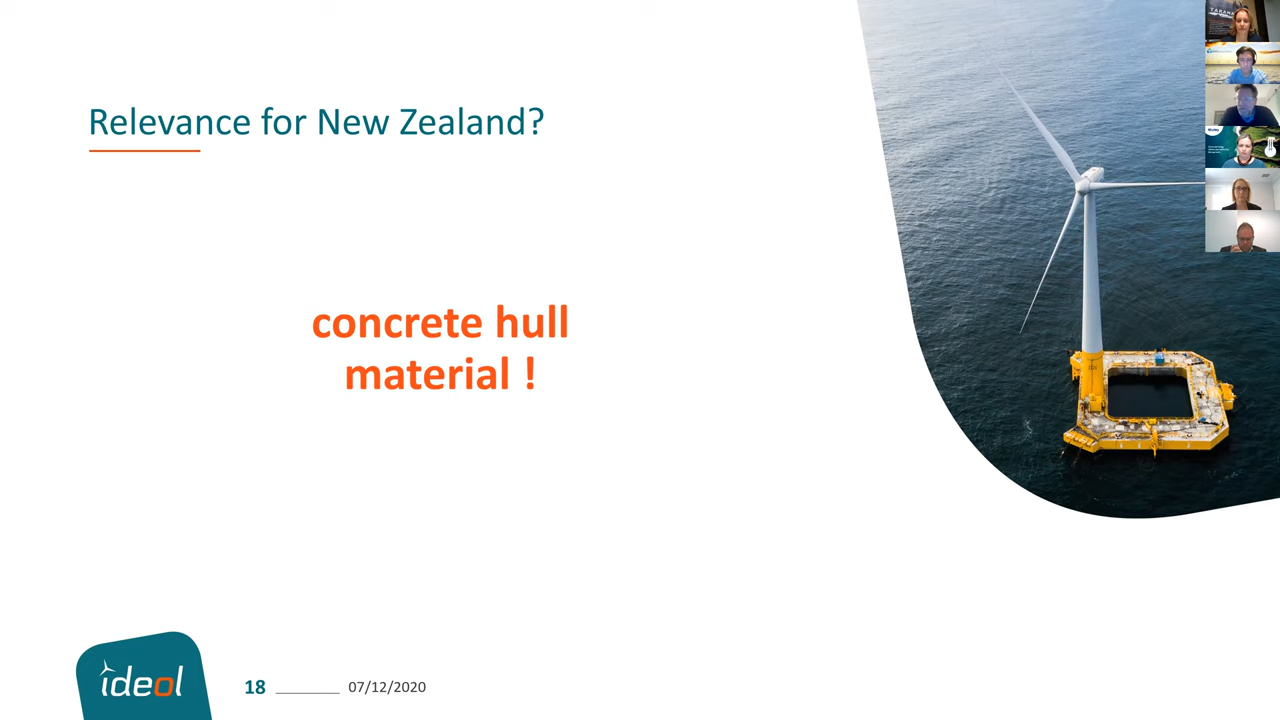 Relevance for New Zealand?
concrete hull
material !
ideol
18
07/12/2020